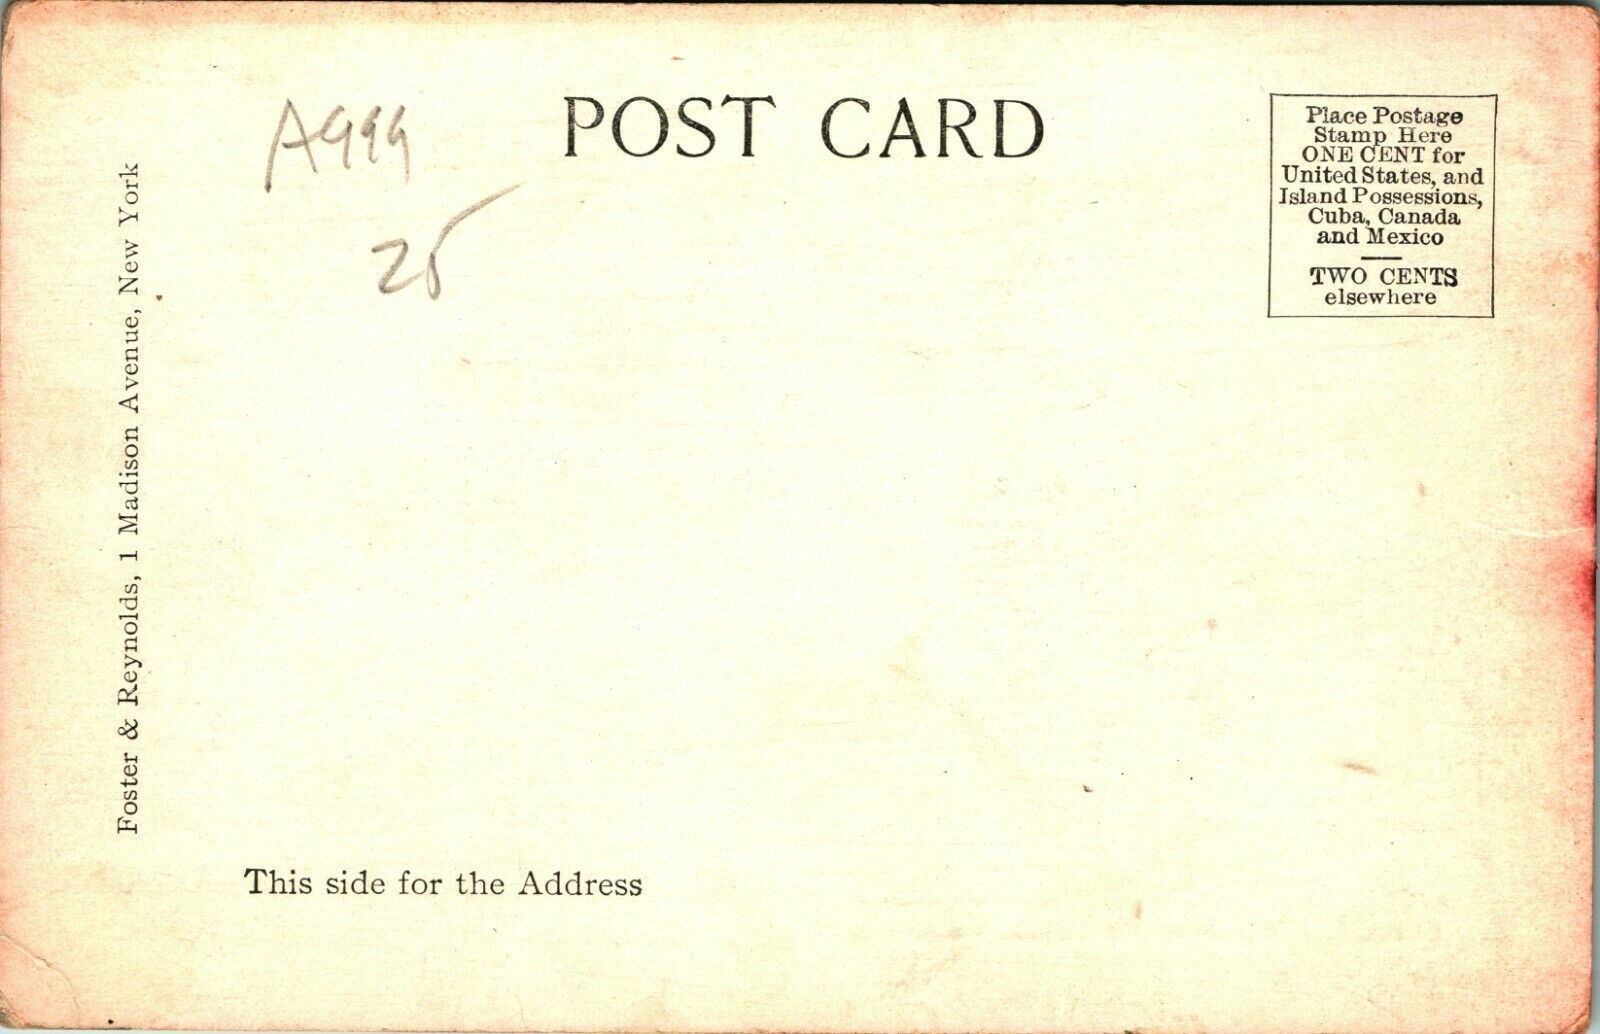 POST CARD
A999
25
Place Postage
Stamp Here
ONE CENT for
United States, and
Island Possessions,
Cuba, Canada
and Mexico
TWO CENTS
elsewhere
Foster & Reynolds, 1 Madison Avenue, New York
This side for the Address